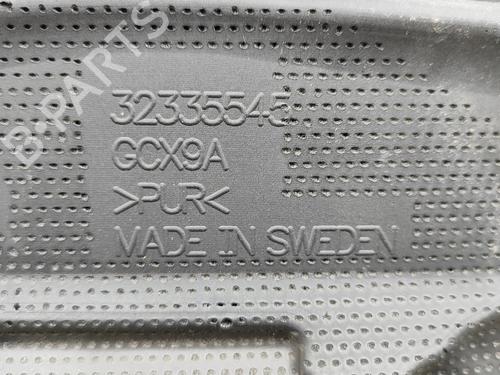 32335545
GCX9A
>PUR<
MADE IN SWEDEN
B-PARTS